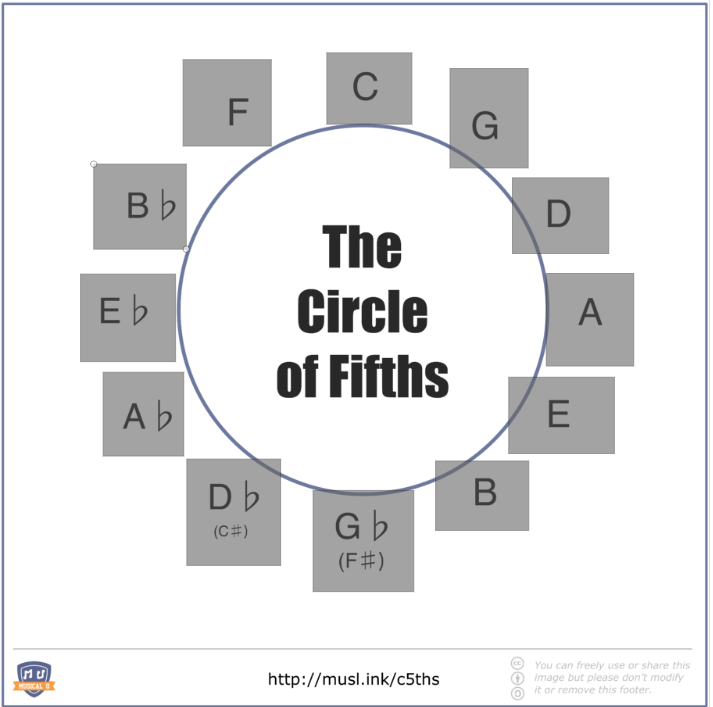 C
G
D
A
E
B
G♭
(F♯)
D♭
(C♯)
A♭
E♭
B♭
F
The
Circle
of Fifths
MUSICAL U
http://musl.ink/c5ths
cc
You can freely use or share this
image but please don't modify
it or remove this footer.